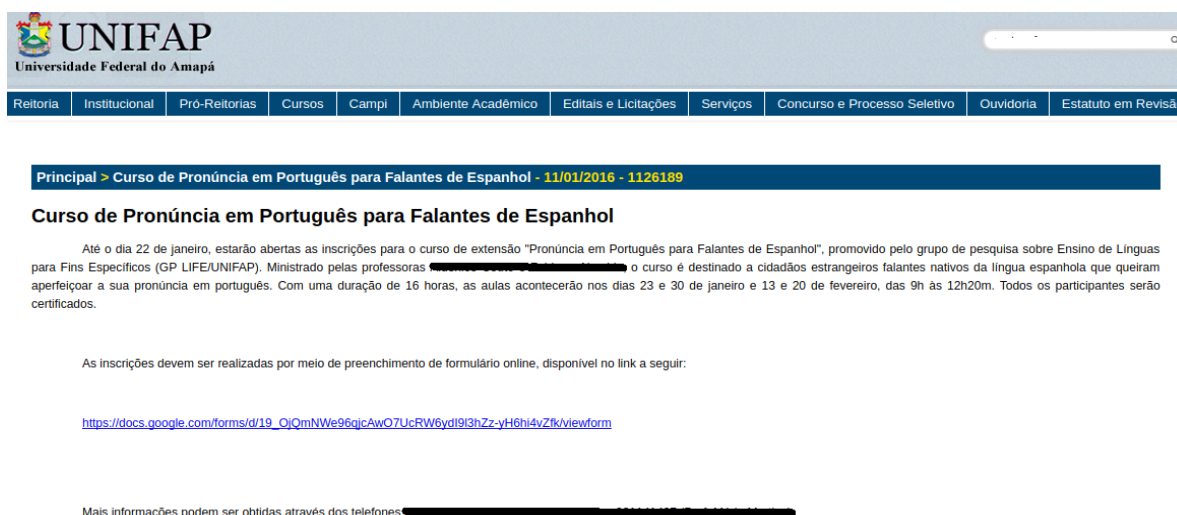 UNIFAP
Universidade Federal do Amapá
Reitoria Institucional Pró-Reitorias Cursos Campi Ambiente Acadêmico Editais e Licitações Serviços Concurso e Processo Seletivo Ouvidoria Estatuto em Revisã
Principal > Curso de Pronúncia em Português para Falantes de Espanhol - 11/01/2016 - 1126189
Curso de Pronúncia em Português para Falantes de Espanhol
Até o dia 22 de janeiro, estarão abertas as inscrições para o curso de extensão "Pronúncia em Português para Falantes de Espanhol", promovido pelo grupo de pesquisa sobre Ensino de Línguas
para Fins Específicos (GP LIFE/UNIFAP). Ministrado pelas professoras o curso é destinado a cidadãos estrangeiros falantes nativos da língua espanhola que queiram
aperfeiçoar a sua pronúncia em português. Com uma duração de 16 horas, as aulas acontecerão nos dias 23 e 30 de janeiro e 13 e 20 de fevereiro, das 9h às 12h20m. Todos os participantes serão
certificados.
As inscrições devem ser realizadas por meio de preenchimento de formulário online, disponível no link a seguir:
https://docs.google.com/forms/d/19_OjQmNWe96qjcAwO7UcRW6ydI9l3hZz-yH6hi4vZfk/viewform
Mais informações podem ser obtidas através dos telefones